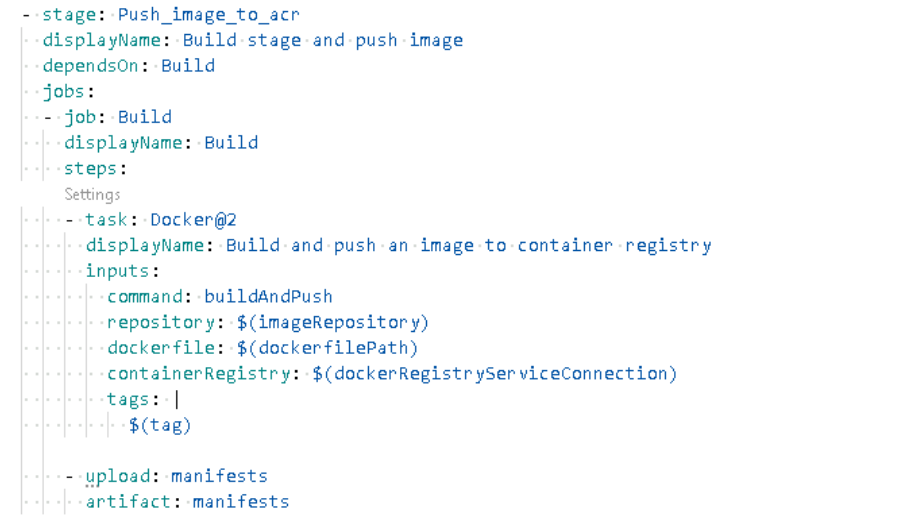 - stage: Push_image_to_acr
  displayName: Build stage and push image
  dependsOn: Build
  jobs:
  - job: Build
    displayName: Build
    steps:
    Settings
    - task: Docker@2
      displayName: Build and push an image to container registry
      inputs:
        command: buildAndPush
        repository: $(imageRepository)
        dockerfile: $(dockerfilePath)
        containerRegistry: $(dockerRegistryServiceConnection)
        tags: |
          $(tag)
    - upload: manifests
      artifact: manifests